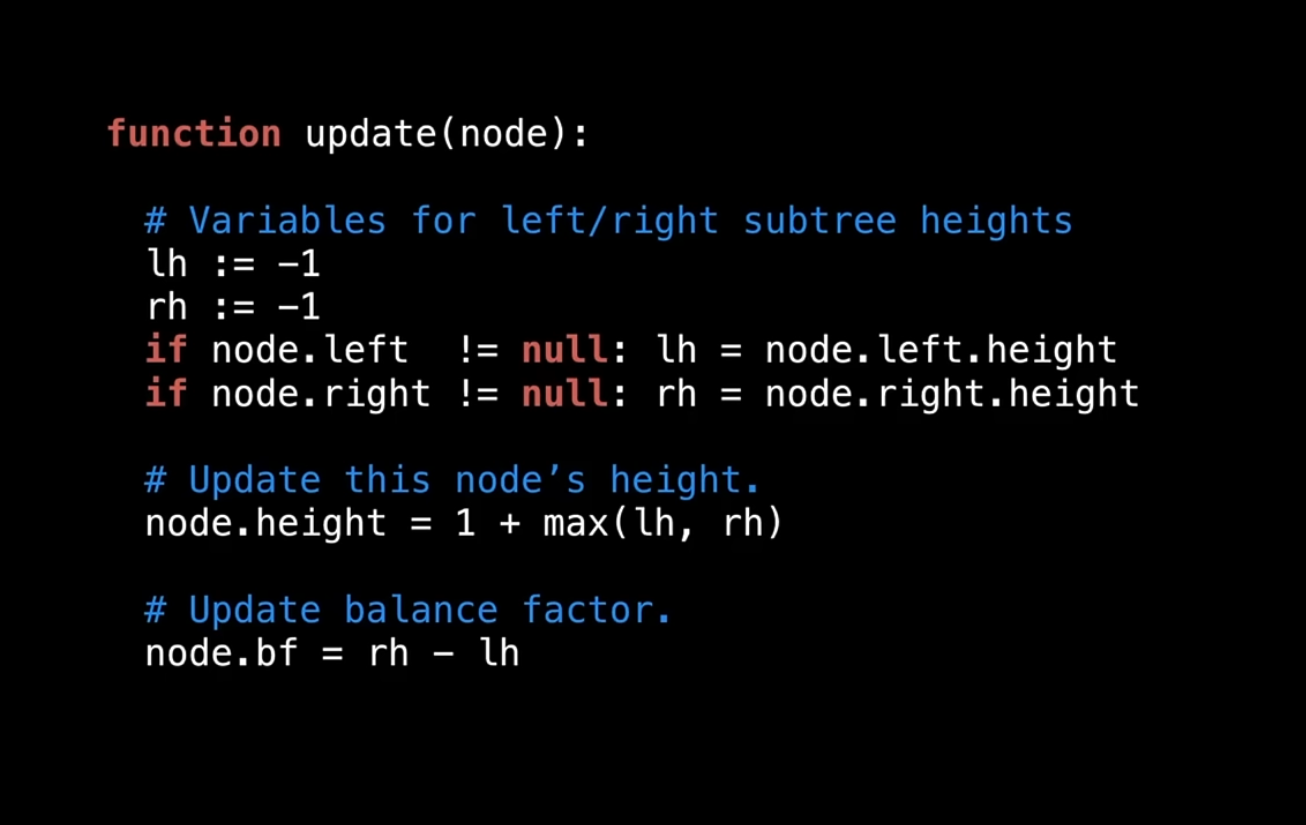 function update(node):
# Variables for left/right subtree heights
lh := −1
rh := −1
if node.left  != null: lh = node.left.height
if node.right != null: rh = node.right.height
# Update this node’s height.
node.height = 1 + max(lh, rh)
# Update balance factor.
node.bf = rh − lh